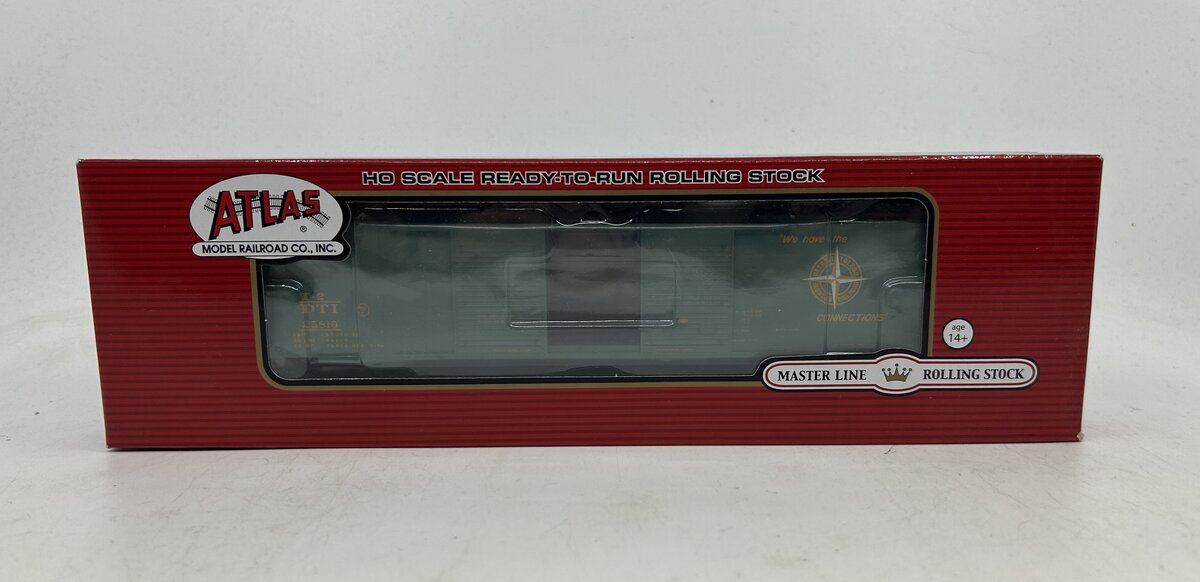 HO SCALE READY-TO-RUN ROLLING STOCK
ATLAS
®
MODEL RAILROAD CO., INC.
"We have the
CONNECTIONS"
DTI
25810
age
14+
MASTER LINE ROLLING STOCK